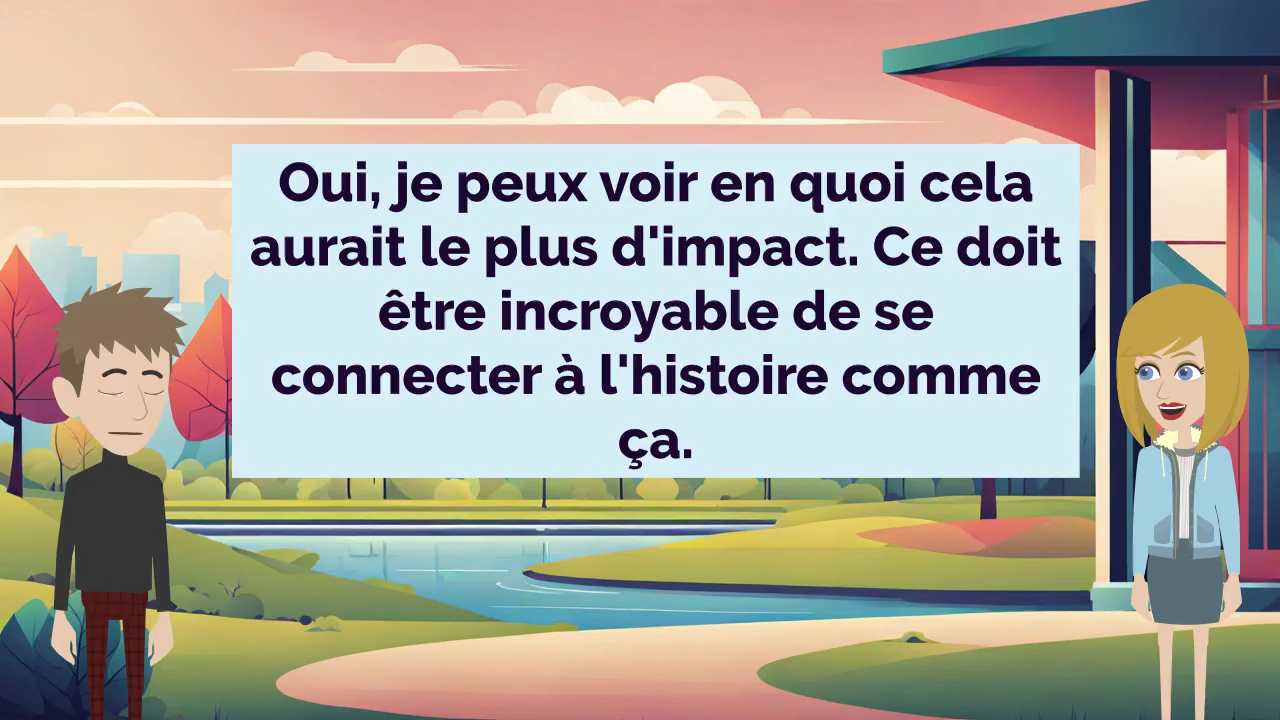 Oui, je peux voir en quoi cela
aurait le plus d'impact. Ce doit
être incroyable de se
connecter à l'histoire comme
ça.